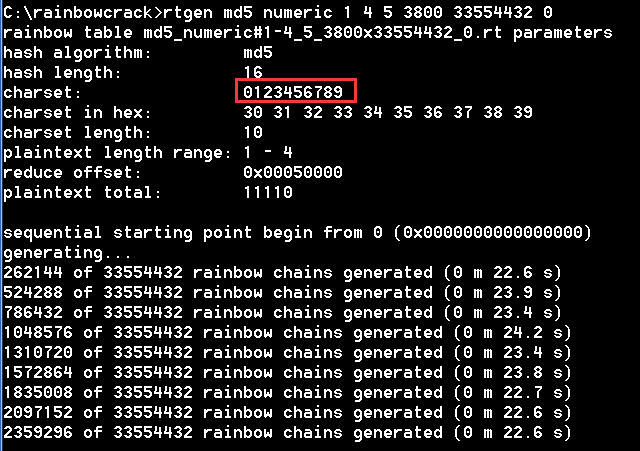 C:\rainbowcrack>rtgen md5 numeric 1 4 5 3800 33554432 0
rainbow table md5_numeric#1-4_5_3800x33554432_0.rt parameters
hash algorithm: md5
hash length: 16
charset: 0123456789
charset in hex: 30 31 32 33 34 35 36 37 38 39
charset length: 10
plaintext length range: 1 - 4
reduce offset: 0x00050000
plaintext total: 11110
sequential starting point begin from 0 (0x0000000000000000)
generating...
262144 of 33554432 rainbow chains generated (0 m 22.6 s)
524288 of 33554432 rainbow chains generated (0 m 23.9 s)
786432 of 33554432 rainbow chains generated (0 m 23.4 s)
1048576 of 33554432 rainbow chains generated (0 m 24.2 s)
1310720 of 33554432 rainbow chains generated (0 m 23.4 s)
1572864 of 33554432 rainbow chains generated (0 m 23.8 s)
1835008 of 33554432 rainbow chains generated (0 m 22.7 s)
2097152 of 33554432 rainbow chains generated (0 m 22.6 s)
2359296 of 33554432 rainbow chains generated (0 m 22.6 s)